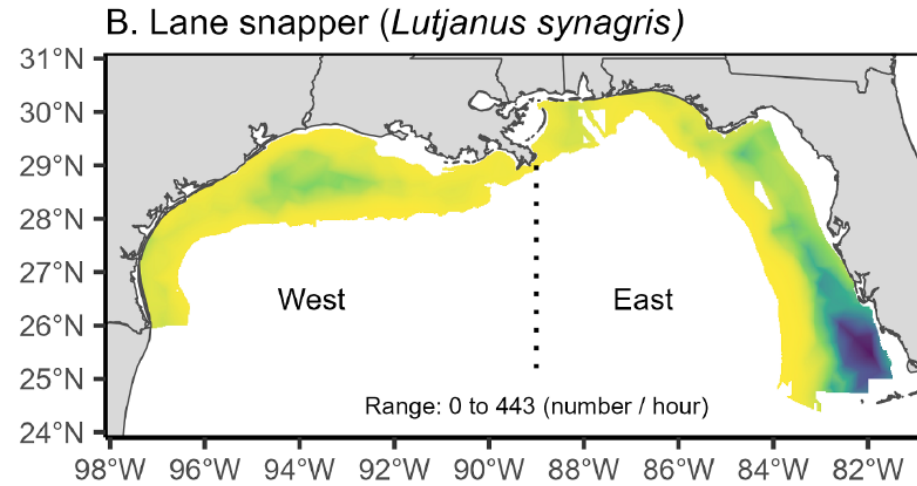 B. Lane snapper (Lutjanus synagris)
31°N
30°N
29°N
28°N
27°N
26°N
25°N
24°N
West
East
Range: 0 to 443 (number / hour)
98°W 96°W 94°W 92°W 90°W 88°W 86°W 84°W 82°W